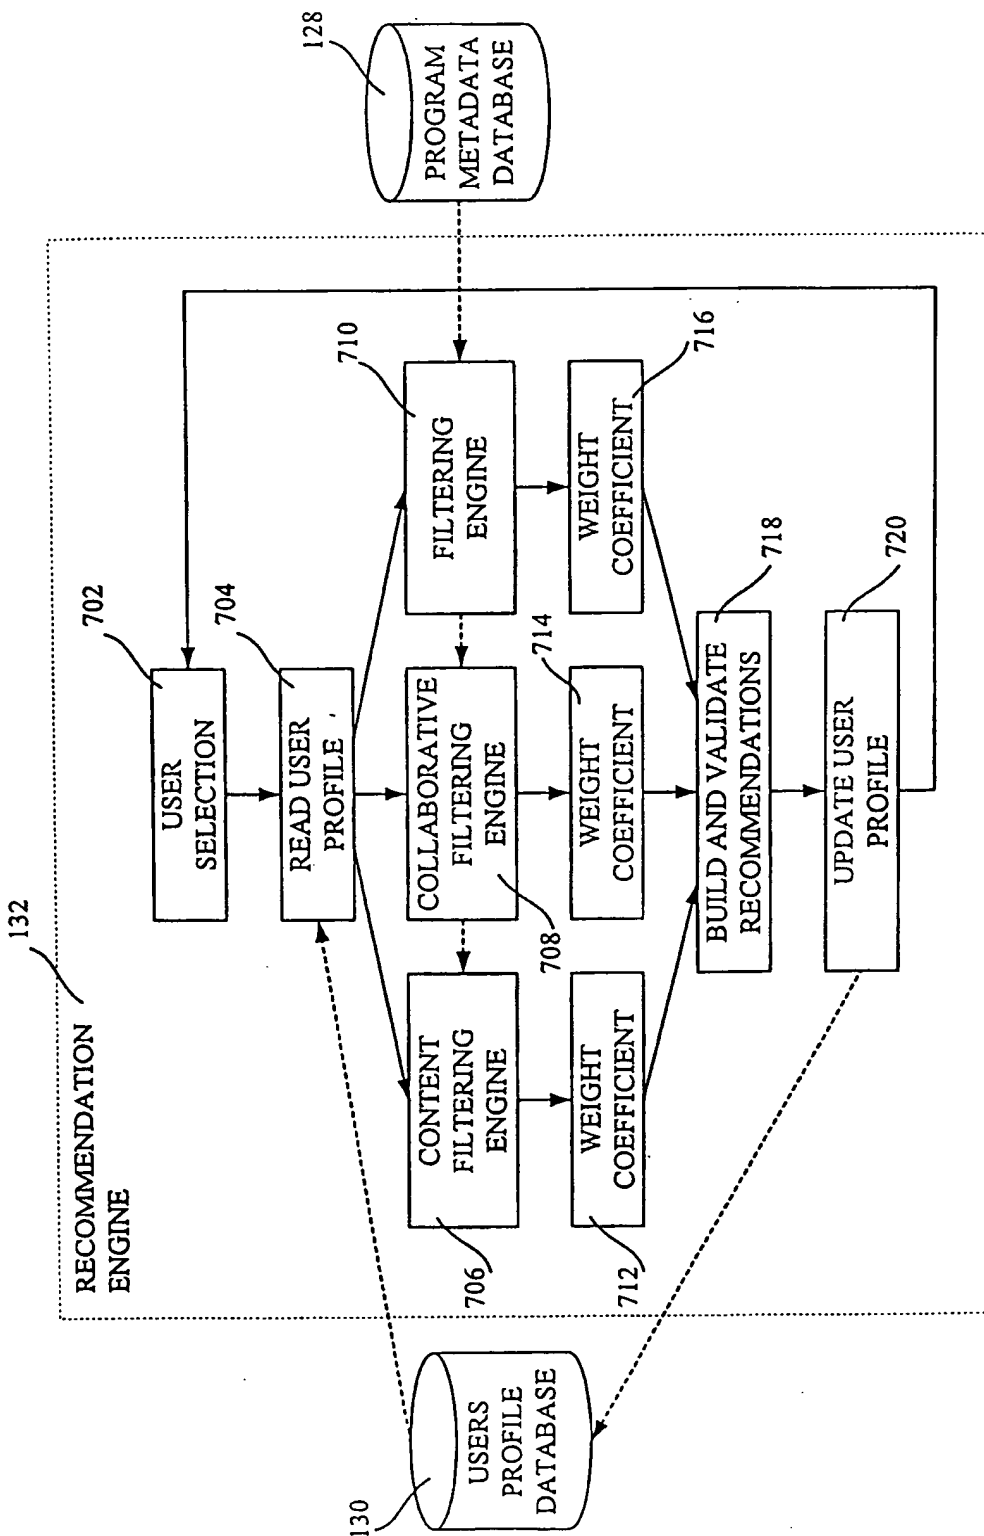 RECOMMENDATION
ENGINE
132
702
USER
SELECTION
704
READ USER
PROFILE
130
USERS
PROFILE
DATABASE
706
CONTENT
FILTERING
ENGINE
708
COLLABORATIVE
FILTERING
ENGINE
710
FILTERING
ENGINE
128
PROGRAM
METADATA
DATABASE
712
WEIGHT
COEFFICIENT
714
WEIGHT
COEFFICIENT
716
WEIGHT
COEFFICIENT
718
BUILD AND VALIDATE
RECOMMENDATIONS
720
UPDATE USER
PROFILE